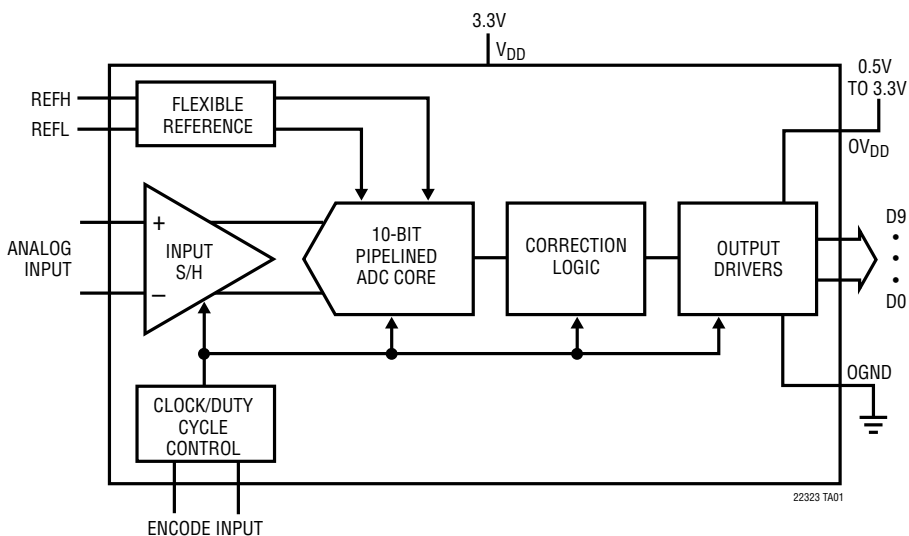 3.3V
VDD
0.5V
TO 3.3V
REFH
REFL
FLEXIBLE
REFERENCE
OVDD
ANALOG
INPUT
+
−
INPUT
S/H
10-BIT
PIPELINED
ADC CORE
CORRECTION
LOGIC
OUTPUT
DRIVERS
D9
•
•
•
D0
OGND
CLOCK/DUTY
CYCLE
CONTROL
22323 TA01
ENCODE INPUT